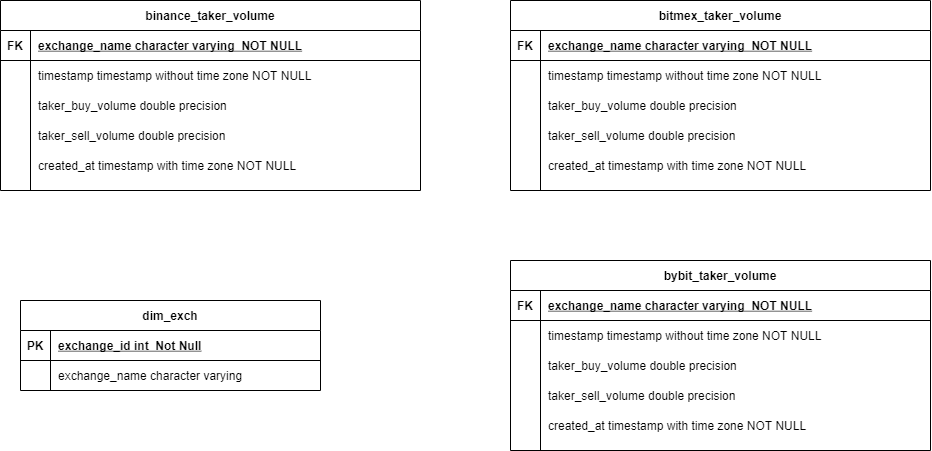 binance_taker_volume
FK exchange_name character varying NOT NULL
timestamp timestamp without time zone NOT NULL
taker_buy_volume double precision
taker_sell_volume double precision
created_at timestamp with time zone NOT NULL
bitmex_taker_volume
FK exchange_name character varying NOT NULL
timestamp timestamp without time zone NOT NULL
taker_buy_volume double precision
taker_sell_volume double precision
created_at timestamp with time zone NOT NULL
dim_exch
PK exchange_id int Not Null
exchange_name character varying
bybit_taker_volume
FK exchange_name character varying NOT NULL
timestamp timestamp without time zone NOT NULL
taker_buy_volume double precision
taker_sell_volume double precision
created_at timestamp with time zone NOT NULL